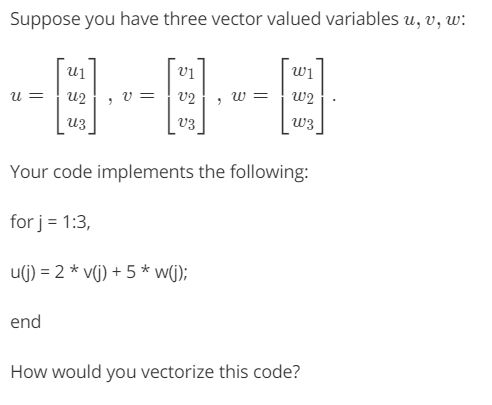 Suppose you have three vector valued variables u, v, w:
u = [u1 u2 u3], v = [v1 v2 v3], w = [w1 w2 w3].
Your code implements the following:
for j = 1:3,
u(j) = 2 * v(j) + 5 * w(j);
end
How would you vectorize this code?